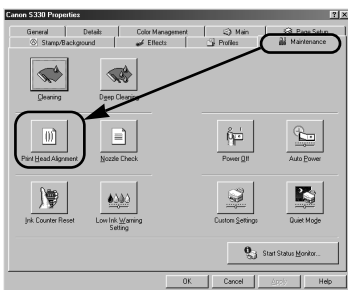 Canon S330 Properties
General Details Color Management Main Page Setup
Stamp/Background Effects Profiles Maintenance
Cleaning Deep Cleaning
Print Head Alignment Nozzle Check Power Off Auto Power
Ink Counter Reset Low Ink Warning Setting Custom Settings Quiet Mode
Start Status Monitor...
OK Cancel Apply Help